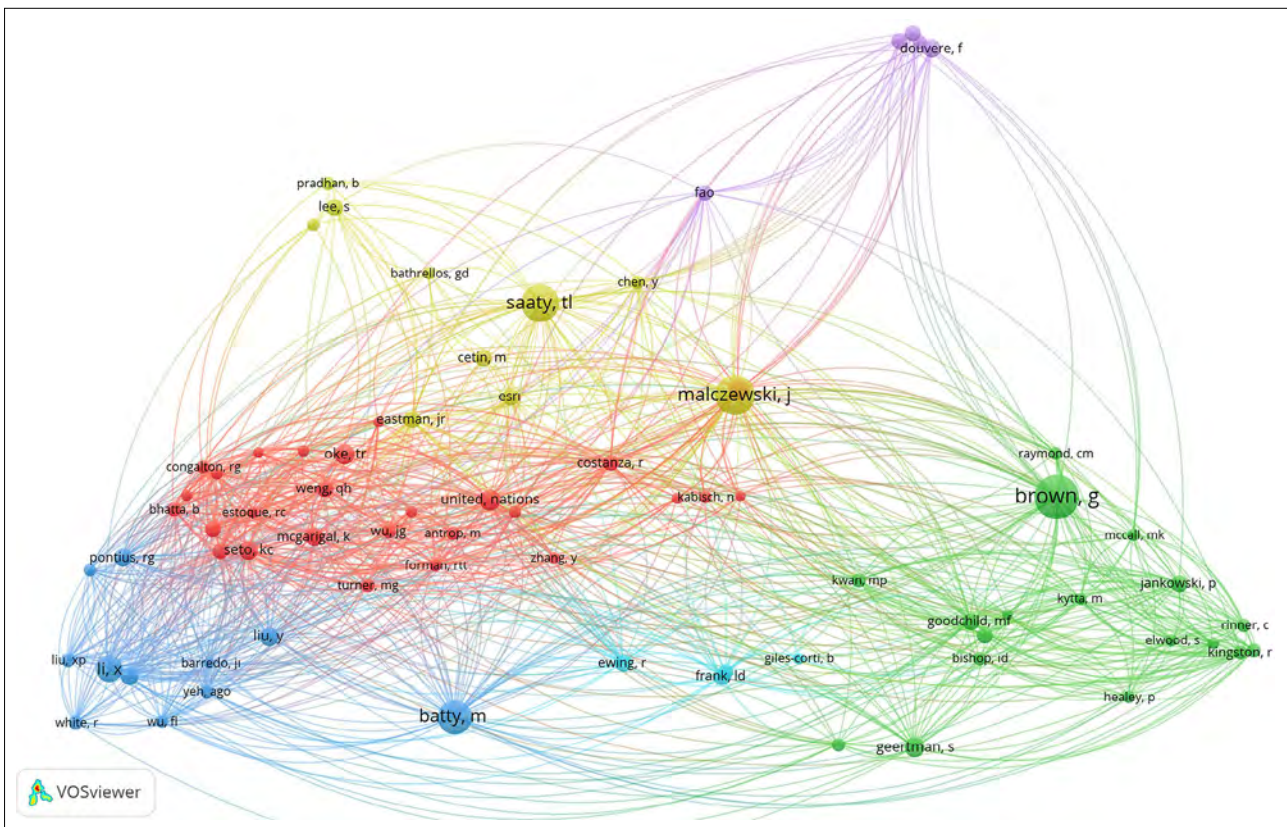 douvere, f
pradhan, b
fao
lee, s
bathrellos, gd
chen, y
saaty, tl
cetin, m
malczewski, j
esri
eastman, jr
oke, tr
raymond, cm
costanza, r
congalton, rg
weng, qh
brown, g
united, nations
kabisch, n
bhatta, b
estoque, rc
wu, jg
antrop, m
mcgarigal, k
mccall, mk
seto, kc
pontius, rg
zhang, y
forman, rtt
turner, mg
kwan, mp
jankowski, p
kytta, m
goodchild, mf
rinner, c
liu, y
elwood, s
kingston, r
liu, xp
li, x
barredo, ji
ewing, r
giles-corti, b
bishop, id
frank, ld
yeh, ago
healey, p
white, r
wu, fl
batty, m
geertman, s
VOSviewer